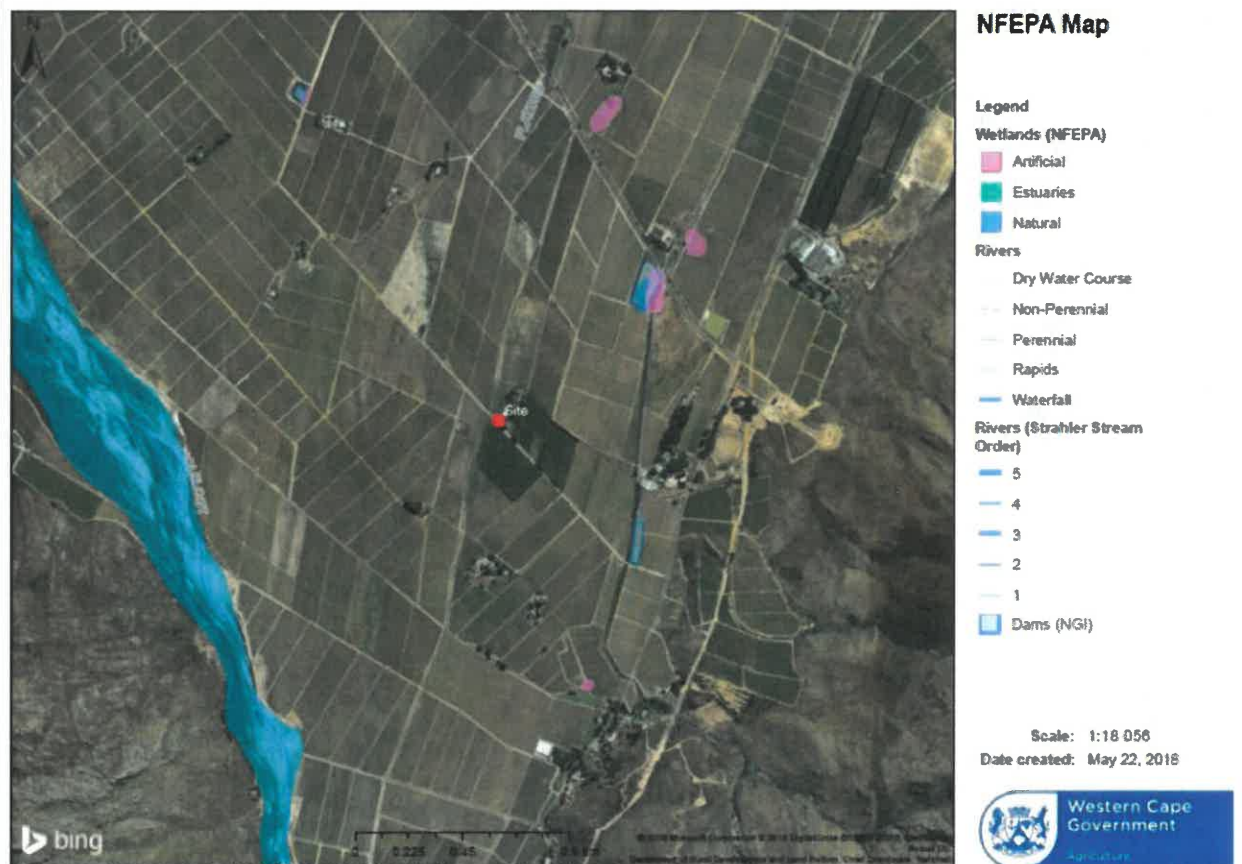 NFEPA Map
N
Legend
Wetlands (NFEPA)
Artificial
Estuaries
Natural
Rivers
Dry Water Course
Non-Perennial
Perennial
Rapids
Waterfall
Rivers (Strahler Stream
Order)
5
4
3
2
1
Dams (NGI)
Site
Scale: 1:18 056
Date created: May 22, 2018
Western Cape
Government
Agriculture
bing
0 0.225 0.45